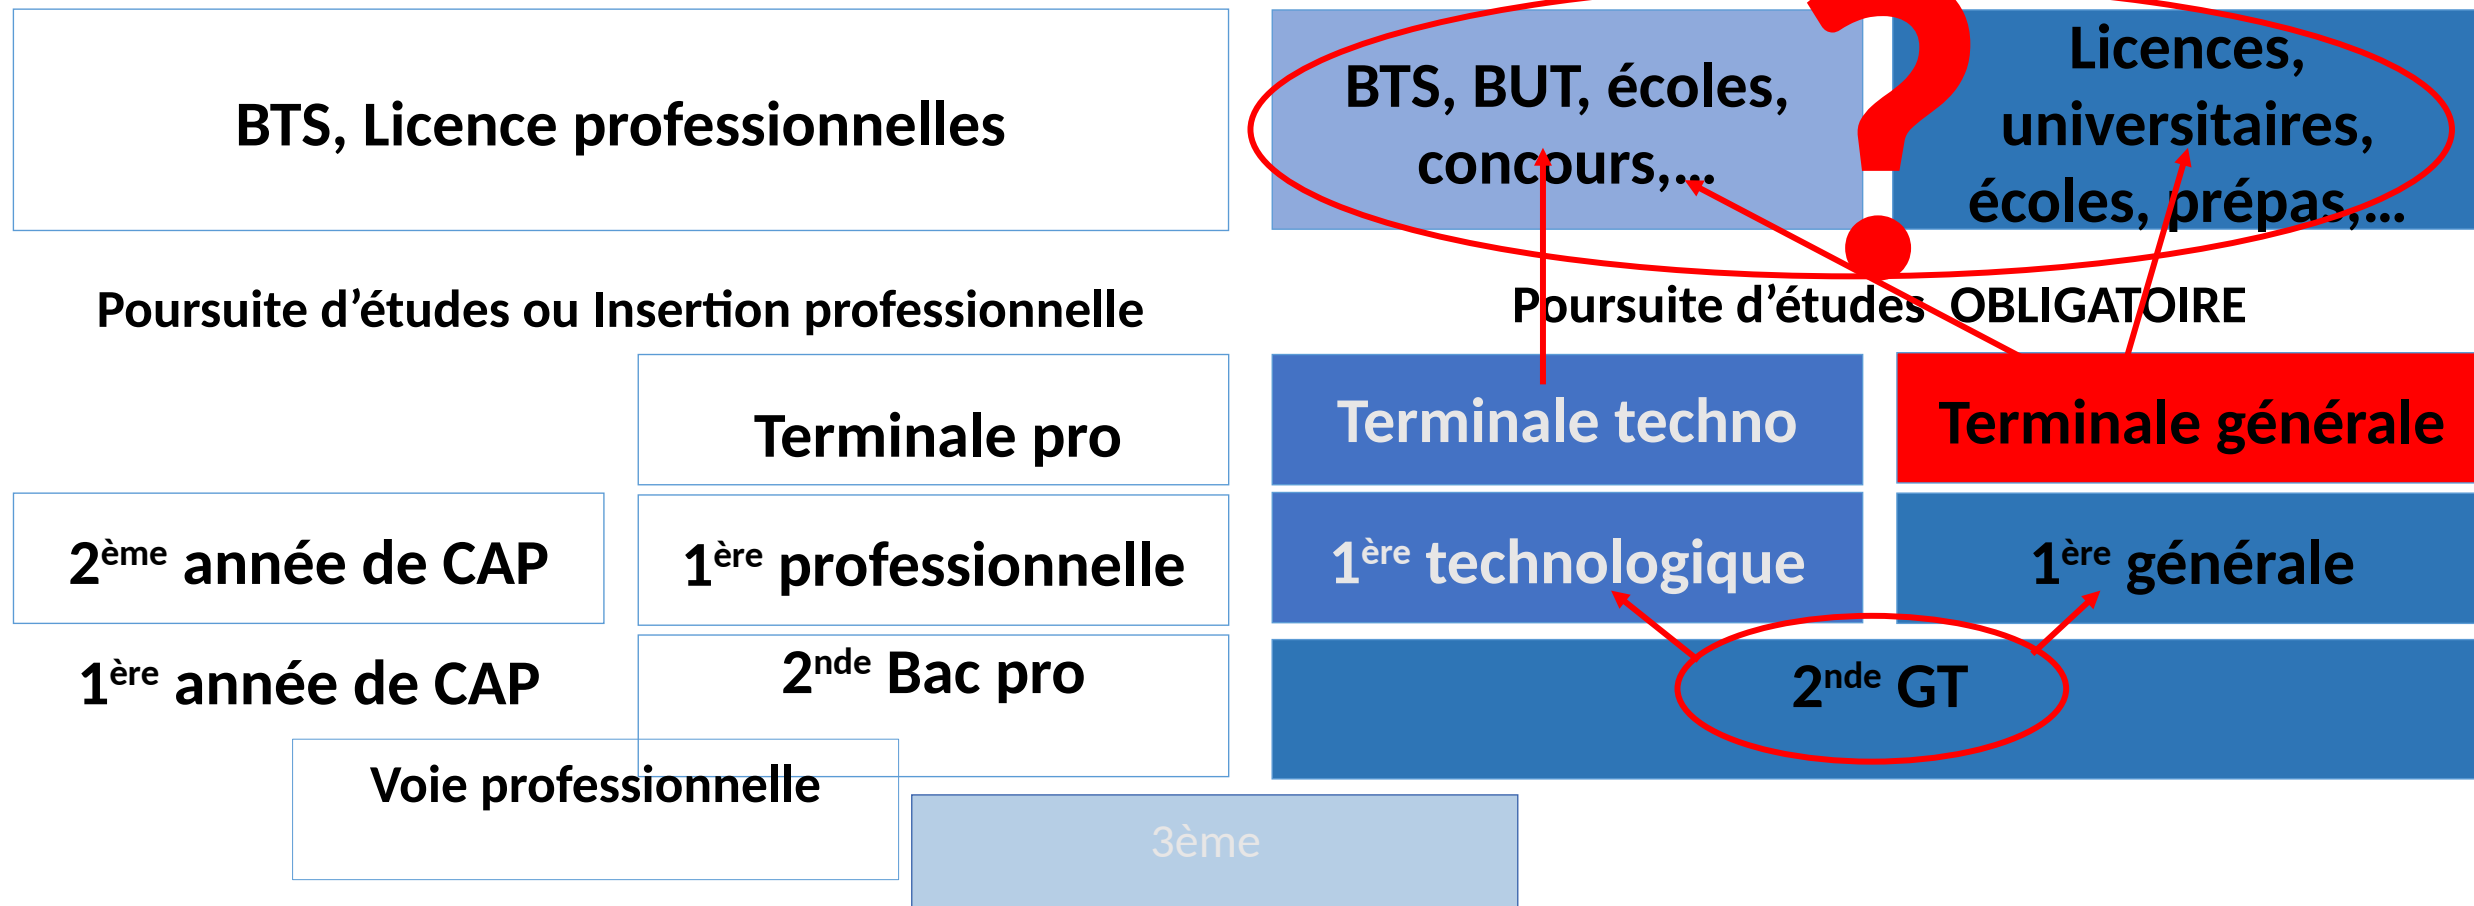 BTS, Licence professionnelles
BTS, BUT, écoles,
concours,...
?
Licences,
universitaires,
écoles, prépas,...
Poursuite d’études ou Insertion professionnelle
Poursuite d’études OBLIGATOIRE
Terminale pro
Terminale techno
Terminale générale
2ème année de CAP
1ère professionnelle
1ère technologique
1ère générale
1ère année de CAP
2nde Bac pro
2nde GT
Voie professionnelle
3ème